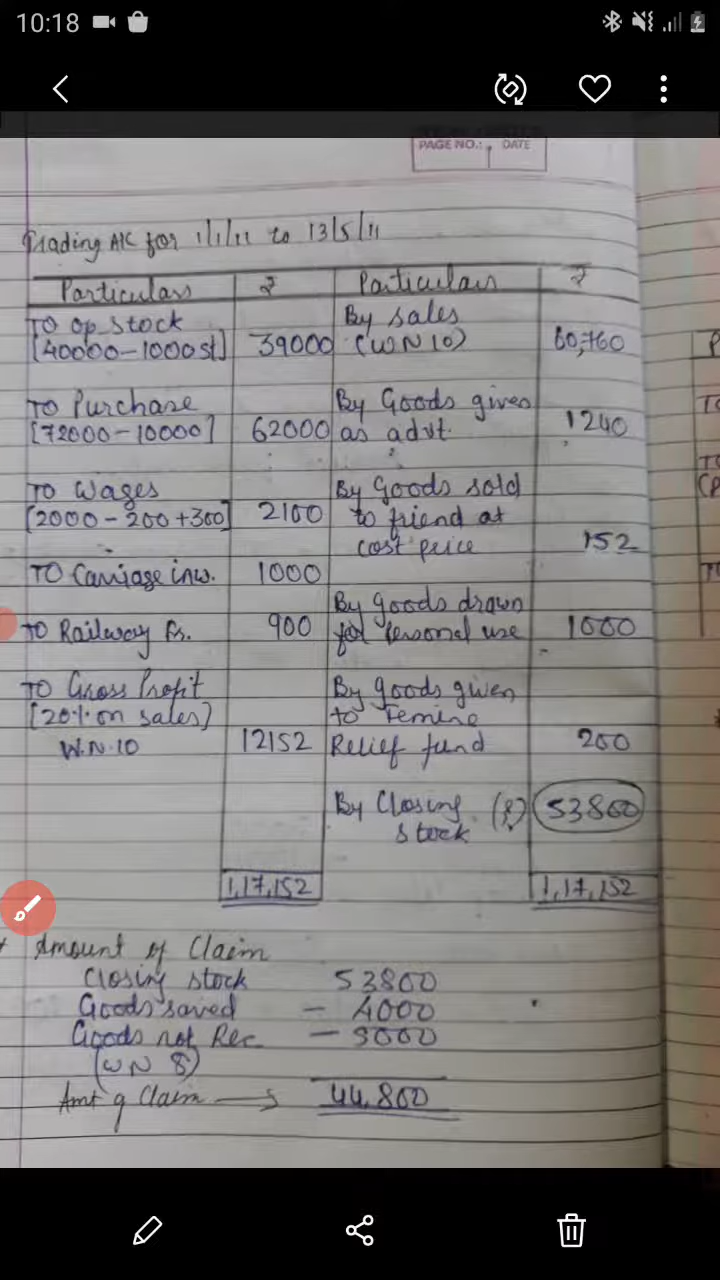 10:18
PAGE NO.: DATE
Trading A/C for 1/1/11 to 13/5/11
Particulars ₹ Particulars ₹
TO Op stock By sales
[40000-1000st] 39000 (WN10) 60,760
TO Purchase By Goods given
[72000-10000] 62000 as advt. 1240
TO Wages By Goods sold
[2000-200+300] 2100 to friend at
cost price 152
TO Carriage inw. 1000
By goods drawn
TO Railway Fr. 900 for Personal use 1000
TO Gross Profit By goods given
[20% on sales] to Femine
W.N.10 12152 Relief fund 200
By Closing (?) 53800
stock
1,17,152 1,17,152
Amount of Claim
Closing stock 53800
Goods saved - 4000
Goods not Rec - 5000
(WN 8)
Amt of Claim → 44,800